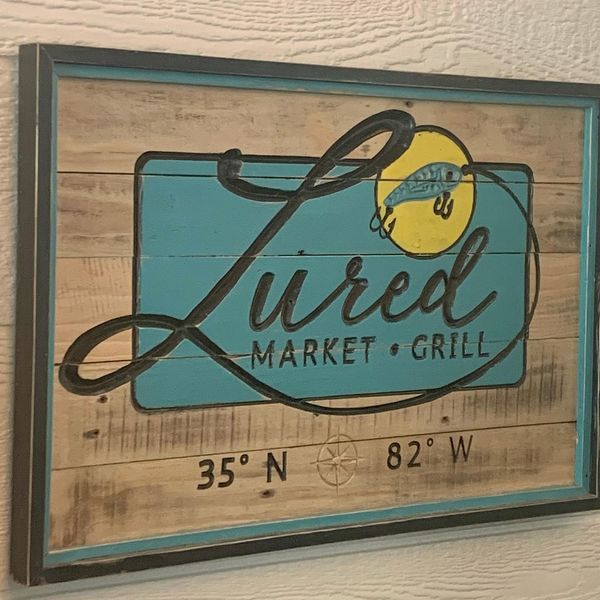 Lured
MARKET • GRILL
35° N 82° W